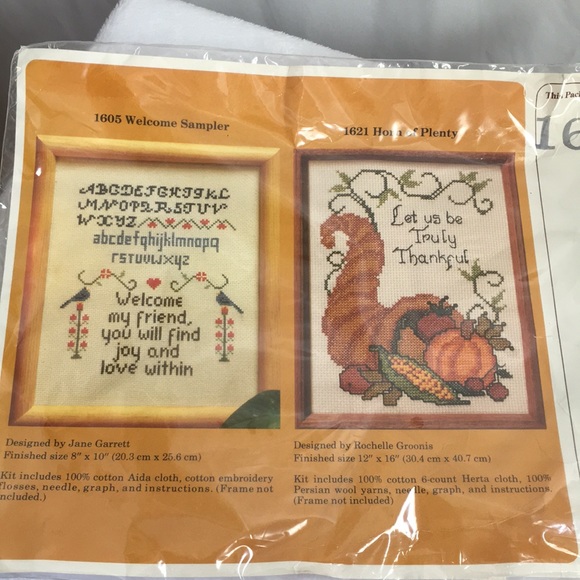 1605 Welcome Sampler
ABCDEFGHIJKL
MNOPQRSTUV
WXYZ
abcdefghijklmnopq
rstuvwxyz
Welcome
my friend,
you will find
joy and
love within
Designed by Jane Garrett
Finished size 8" x 10" (20.3 cm x 25.6 cm)
Kit includes 100% cotton Aida cloth, cotton embroidery
flosses, needle, graph, and instructions. (Frame not
included.)
1621 Horn of Plenty
Let us be
Truly
Thankful
Designed by Rochelle Groonis
Finished size 12" x 16" (30.4 cm x 40.7 cm)
Kit includes 100% cotton 6-count Herta cloth, 100%
Persian wool yarns, needle, graph, and instructions.
(Frame not included)
This
16